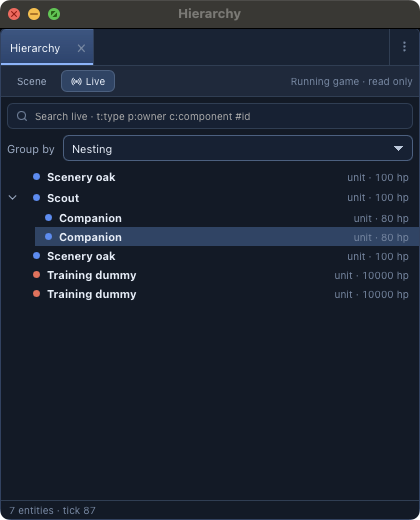 Hierarchy
Hierarchy
Scene Live Running game · read only
Search live · t:type p:owner c:component #id
Group by Nesting
Scenery oak unit · 100 hp
Scout unit · 100 hp
Companion unit · 80 hp
Companion unit · 80 hp
Scenery oak unit · 100 hp
Training dummy unit · 10000 hp
Training dummy unit · 10000 hp
7 entities · tick 87